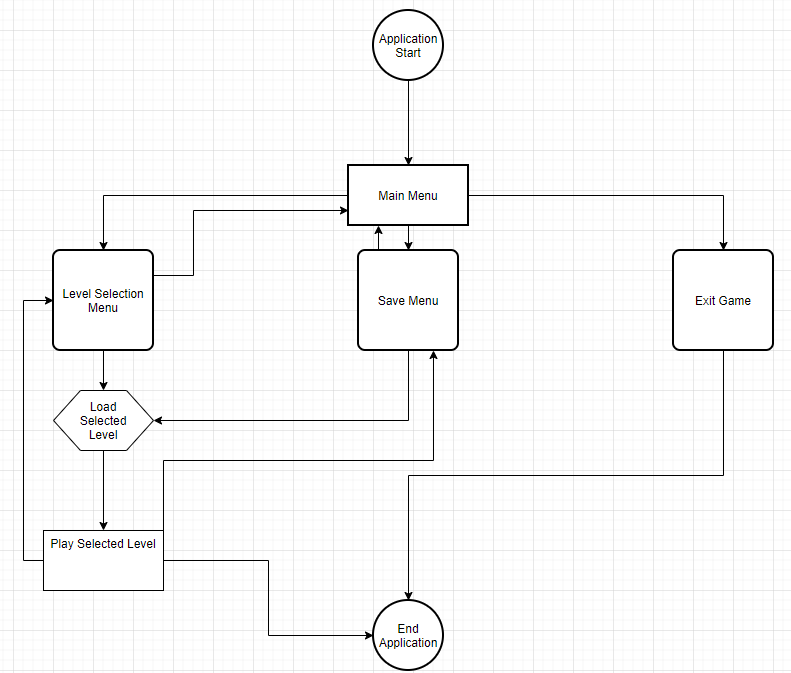 Application
Start
Main Menu
Level Selection
Menu
Save Menu
Exit Game
Load
Selected
Level
Play Selected Level
End
Application